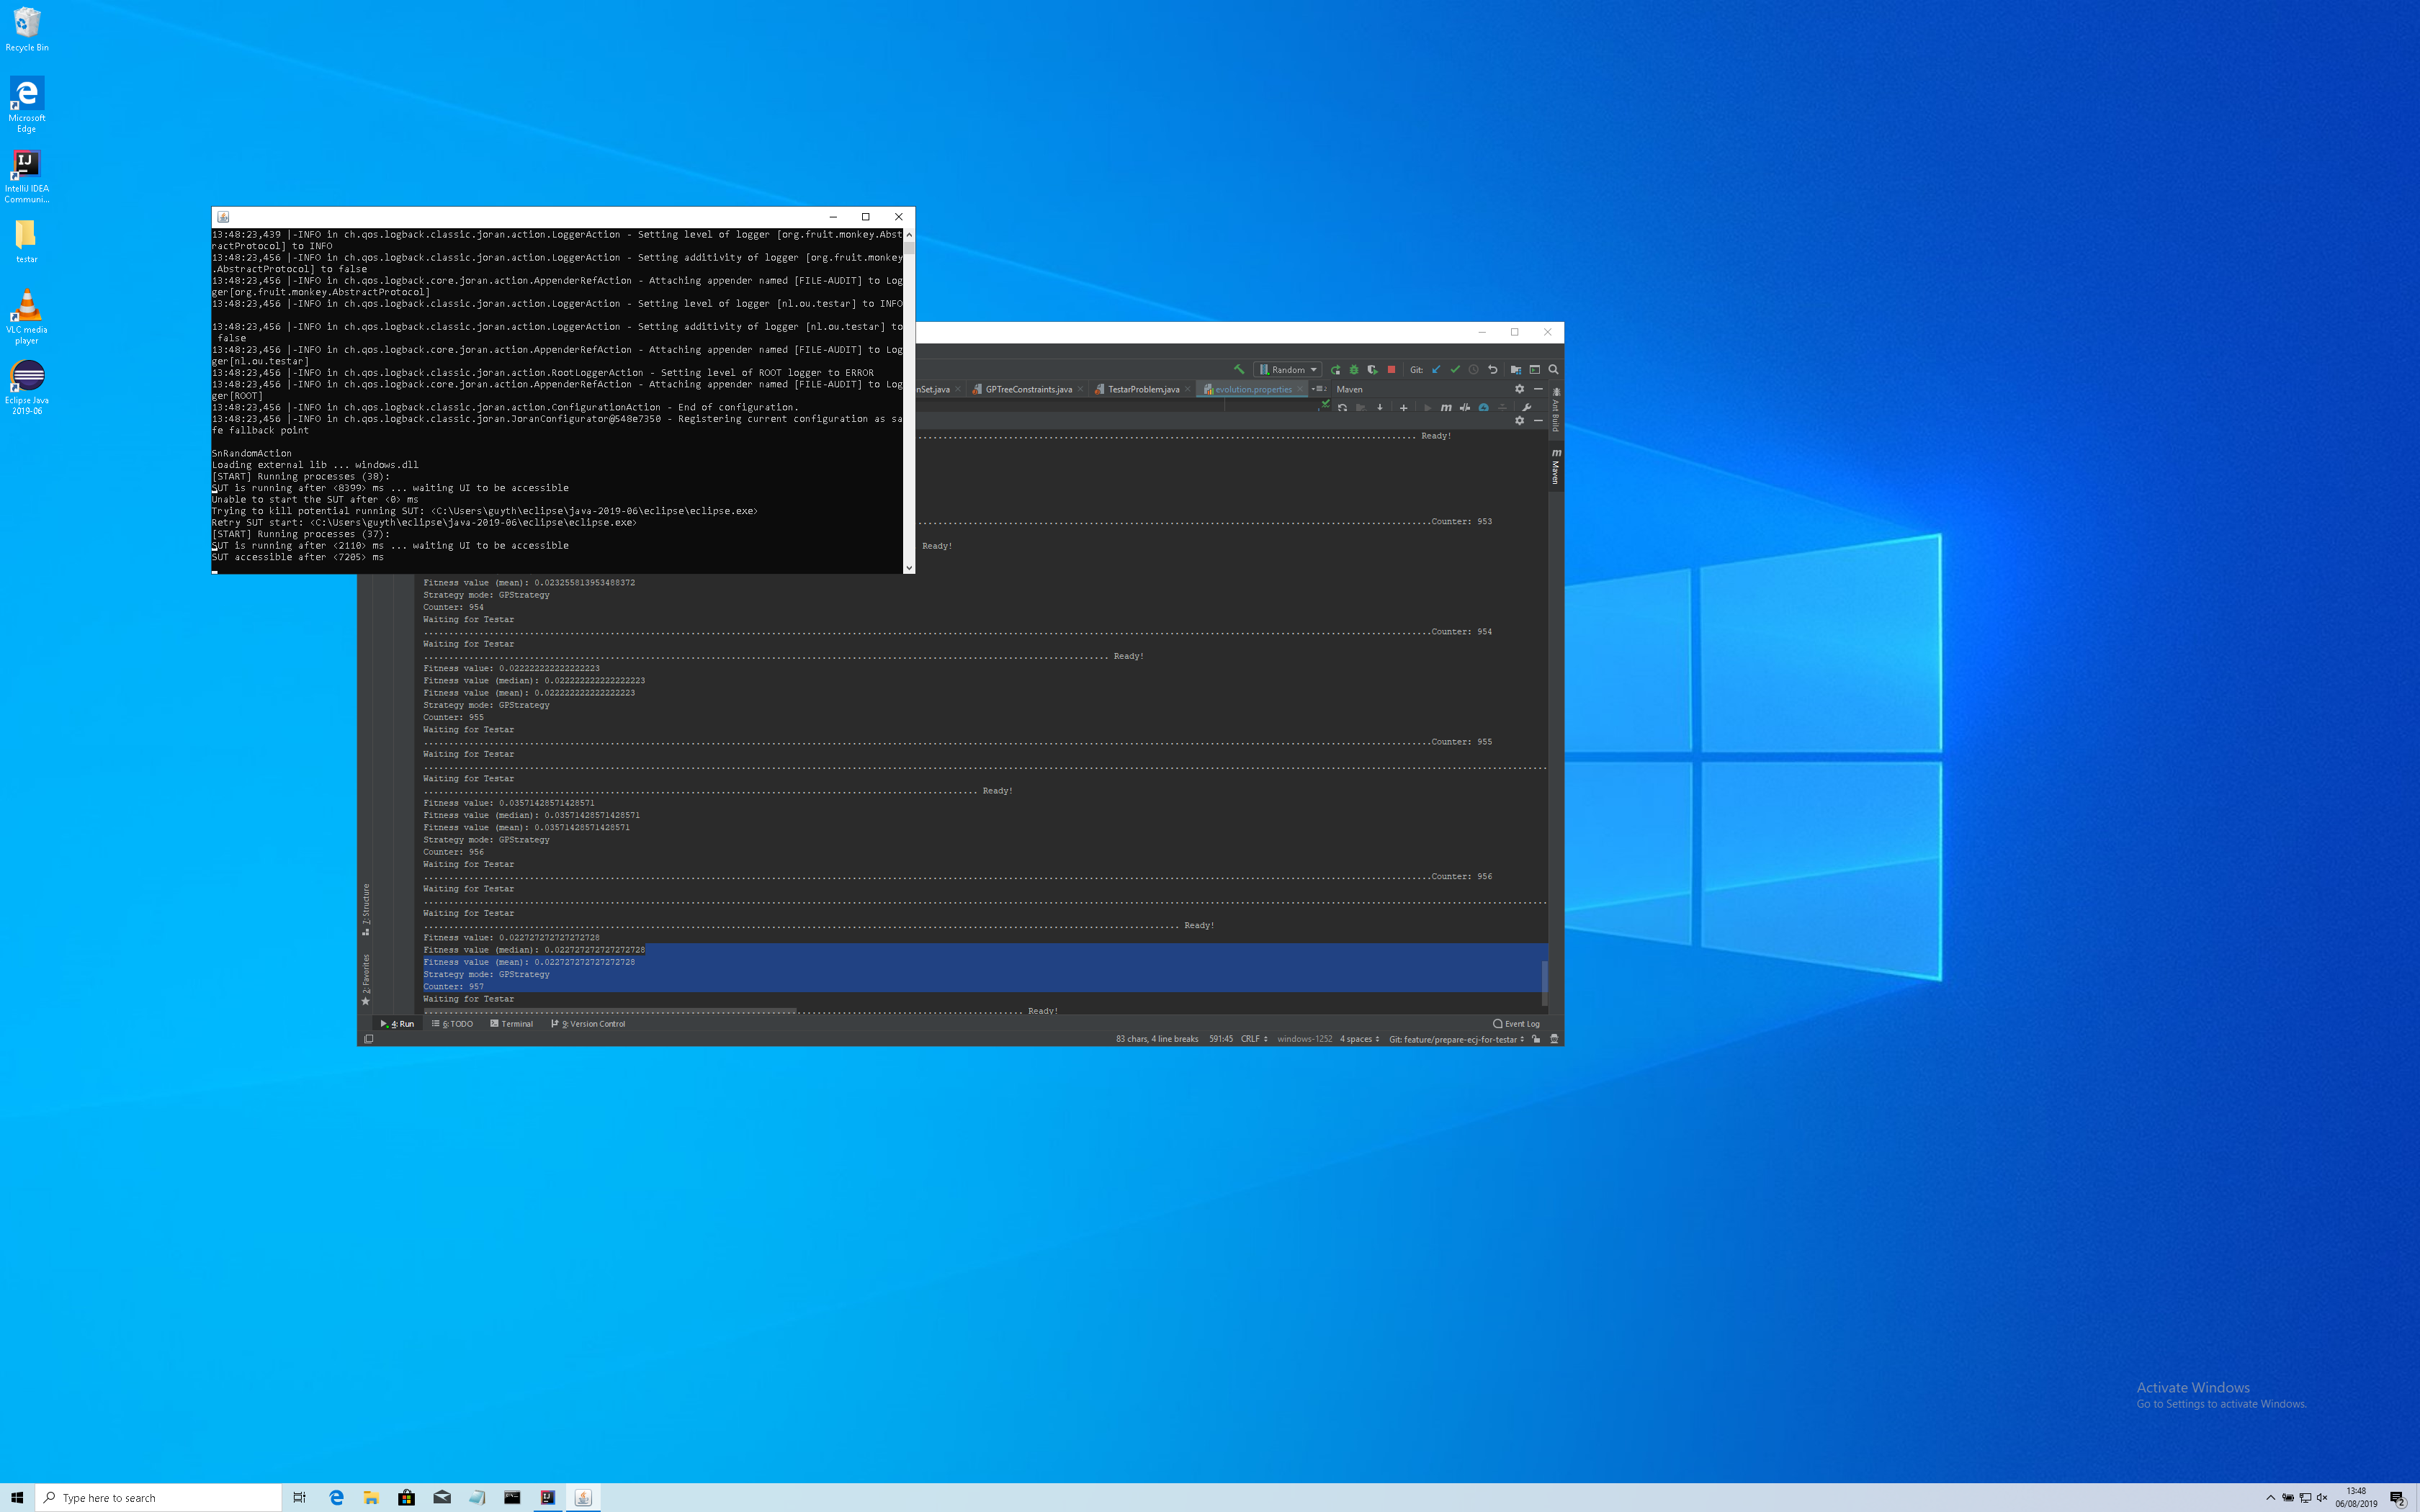 Recycle Bin
Microsoft
Edge
IntelliJ IDEA
Communi...
testar
VLC media
player
Eclipse Java
2019-06
13:48:23,439 |-INFO in ch.qos.logback.classic.joran.action.LoggerAction - Setting level of logger [org.fruit.monkey.Abst
ractProtocol] to INFO
13:48:23,456 |-INFO in ch.qos.logback.classic.joran.action.LoggerAction - Setting additivity of logger [org.fruit.monkey
.AbstractProtocol] to false
13:48:23,456 |-INFO in ch.qos.logback.core.joran.action.AppenderRefAction - Attaching appender named [FILE-AUDIT] to Log
ger[org.fruit.monkey.AbstractProtocol]
13:48:23,456 |-INFO in ch.qos.logback.classic.joran.action.LoggerAction - Setting level of logger [nl.ou.testar] to INFO
13:48:23,456 |-INFO in ch.qos.logback.classic.joran.action.LoggerAction - Setting additivity of logger [nl.ou.testar] to
false
13:48:23,456 |-INFO in ch.qos.logback.core.joran.action.AppenderRefAction - Attaching appender named [FILE-AUDIT] to Log
ger[nl.ou.testar]
13:48:23,456 |-INFO in ch.qos.logback.classic.joran.action.RootLoggerAction - Setting level of ROOT logger to ERROR
13:48:23,456 |-INFO in ch.qos.logback.core.joran.action.AppenderRefAction - Attaching appender named [FILE-AUDIT] to Log
ger[ROOT]
13:48:23,456 |-INFO in ch.qos.logback.classic.joran.action.ConfigurationAction - End of configuration.
13:48:23,456 |-INFO in ch.qos.logback.classic.joran.JoranConfigurator@548e7350 - Registering current configuration as sa
fe fallback point
SnRandomAction
Loading external lib ... windows.dll
[START] Running processes (38):
SUT is running after <8399> ms ... waiting UI to be accessible
Unable to start the SUT after <0> ms
Trying to kill potential running SUT: <C:\Users\guyth\eclipse\java-2019-06\eclipse\eclipse.exe>
Retry SUT start: <C:\Users\guyth\eclipse\java-2019-06\eclipse\eclipse.exe>
[START] Running processes (37):
SUT is running after <2110> ms ... waiting UI to be accessible
SUT accessible after <7205> ms
Random Git:
nSet.java GPTreeConstraints.java TestarProblem.java evolution.properties Maven
Ant Build
Maven
Ready!
Counter: 953
Ready!
Fitness value (mean): 0.023255813953488372
Strategy mode: GPStrategy
Counter: 954
Waiting for Testar
Counter: 954
Waiting for Testar
Ready!
Fitness value: 0.022222222222222223
Fitness value (median): 0.022222222222222223
Fitness value (mean): 0.022222222222222223
Strategy mode: GPStrategy
Counter: 955
Waiting for Testar
Counter: 955
Waiting for Testar
Waiting for Testar
Ready!
Fitness value: 0.03571428571428571
Fitness value (median): 0.03571428571428571
Fitness value (mean): 0.03571428571428571
Strategy mode: GPStrategy
Counter: 956
Waiting for Testar
Counter: 956
Waiting for Testar
Waiting for Testar
Ready!
Fitness value: 0.022727272727272728
Fitness value (median): 0.022727272727272728
Fitness value (mean): 0.022727272727272728
Strategy mode: GPStrategy
Counter: 957
Waiting for Testar
Ready!
7: Structure
2: Favorites
4: Run 6: TODO Terminal 9: Version Control Event Log
83 chars, 4 line breaks 591:45 CRLF windows-1252 4 spaces Git: feature/prepare-ecj-for-testar
Activate Windows
Go to Settings to activate Windows.
Type here to search
13:48
06/08/2019
2